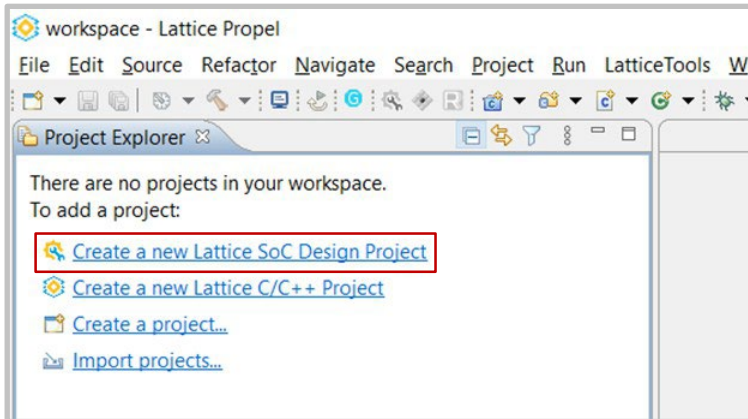 workspace - Lattice Propel
File Edit Source Refactor Navigate Search Project Run LatticeTools W
Project Explorer
There are no projects in your workspace.
To add a project:
Create a new Lattice SoC Design Project
Create a new Lattice C/C++ Project
Create a project...
Import projects...